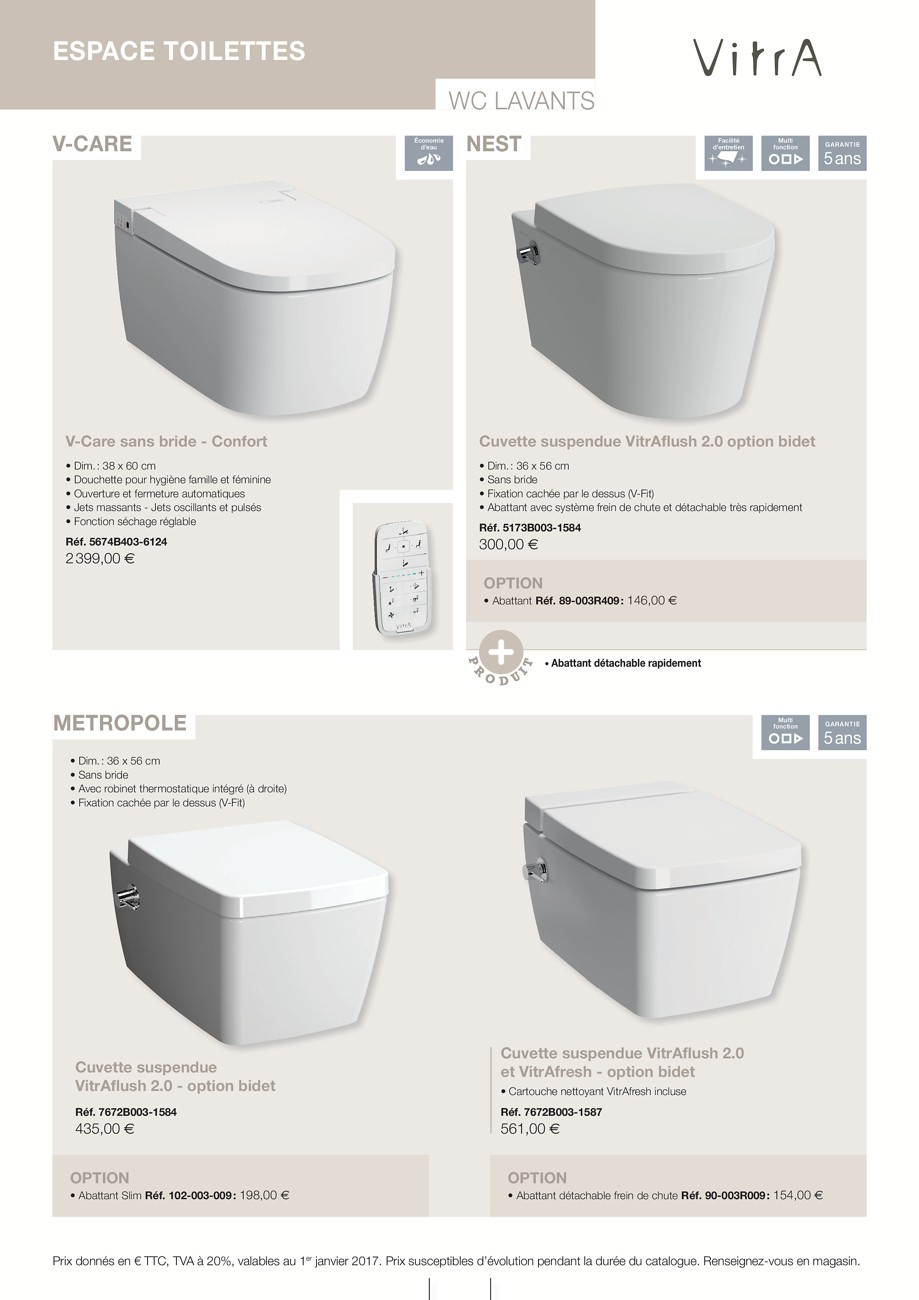 ESPACE TOILETTES
VitrA
WC LAVANTS
V-CARE
Économie
d'eau
V-Care sans bride - Confort
• Dim. : 38 x 60 cm
• Douchette pour hygiène famille et féminine
• Ouverture et fermeture automatiques
• Jets massants - Jets oscillants et pulsés
• Fonction séchage réglable
Réf. 5674B403-6124
2 399,00 €
VitrA
NEST
Facilité
d'entretien
Multi
fonction
GARANTIE
5 ans
Cuvette suspendue VitrAflush 2.0 option bidet
• Dim. : 36 x 56 cm
• Sans bride
• Fixation cachée par le dessus (V-Fit)
• Abattant avec système frein de chute et détachable très rapidement
Réf. 5173B003-1584
300,00 €
OPTION
• Abattant Réf. 89-003R409 : 146,00 €
PRODUIT
• Abattant détachable rapidement
METROPOLE
Multi
fonction
GARANTIE
5 ans
• Dim. : 36 x 56 cm
• Sans bride
• Avec robinet thermostatique intégré (à droite)
• Fixation cachée par le dessus (V-Fit)
Cuvette suspendue
VitrAflush 2.0 - option bidet
Réf. 7672B003-1584
435,00 €
OPTION
• Abattant Slim Réf. 102-003-009 : 198,00 €
Cuvette suspendue VitrAflush 2.0
et VitrAfresh - option bidet
• Cartouche nettoyant VitrAfresh incluse
Réf. 7672B003-1587
561,00 €
OPTION
• Abattant détachable frein de chute Réf. 90-003R009 : 154,00 €
Prix donnés en € TTC, TVA à 20%, valables au 1er janvier 2017. Prix susceptibles d'évolution pendant la durée du catalogue. Renseignez-vous en magasin.